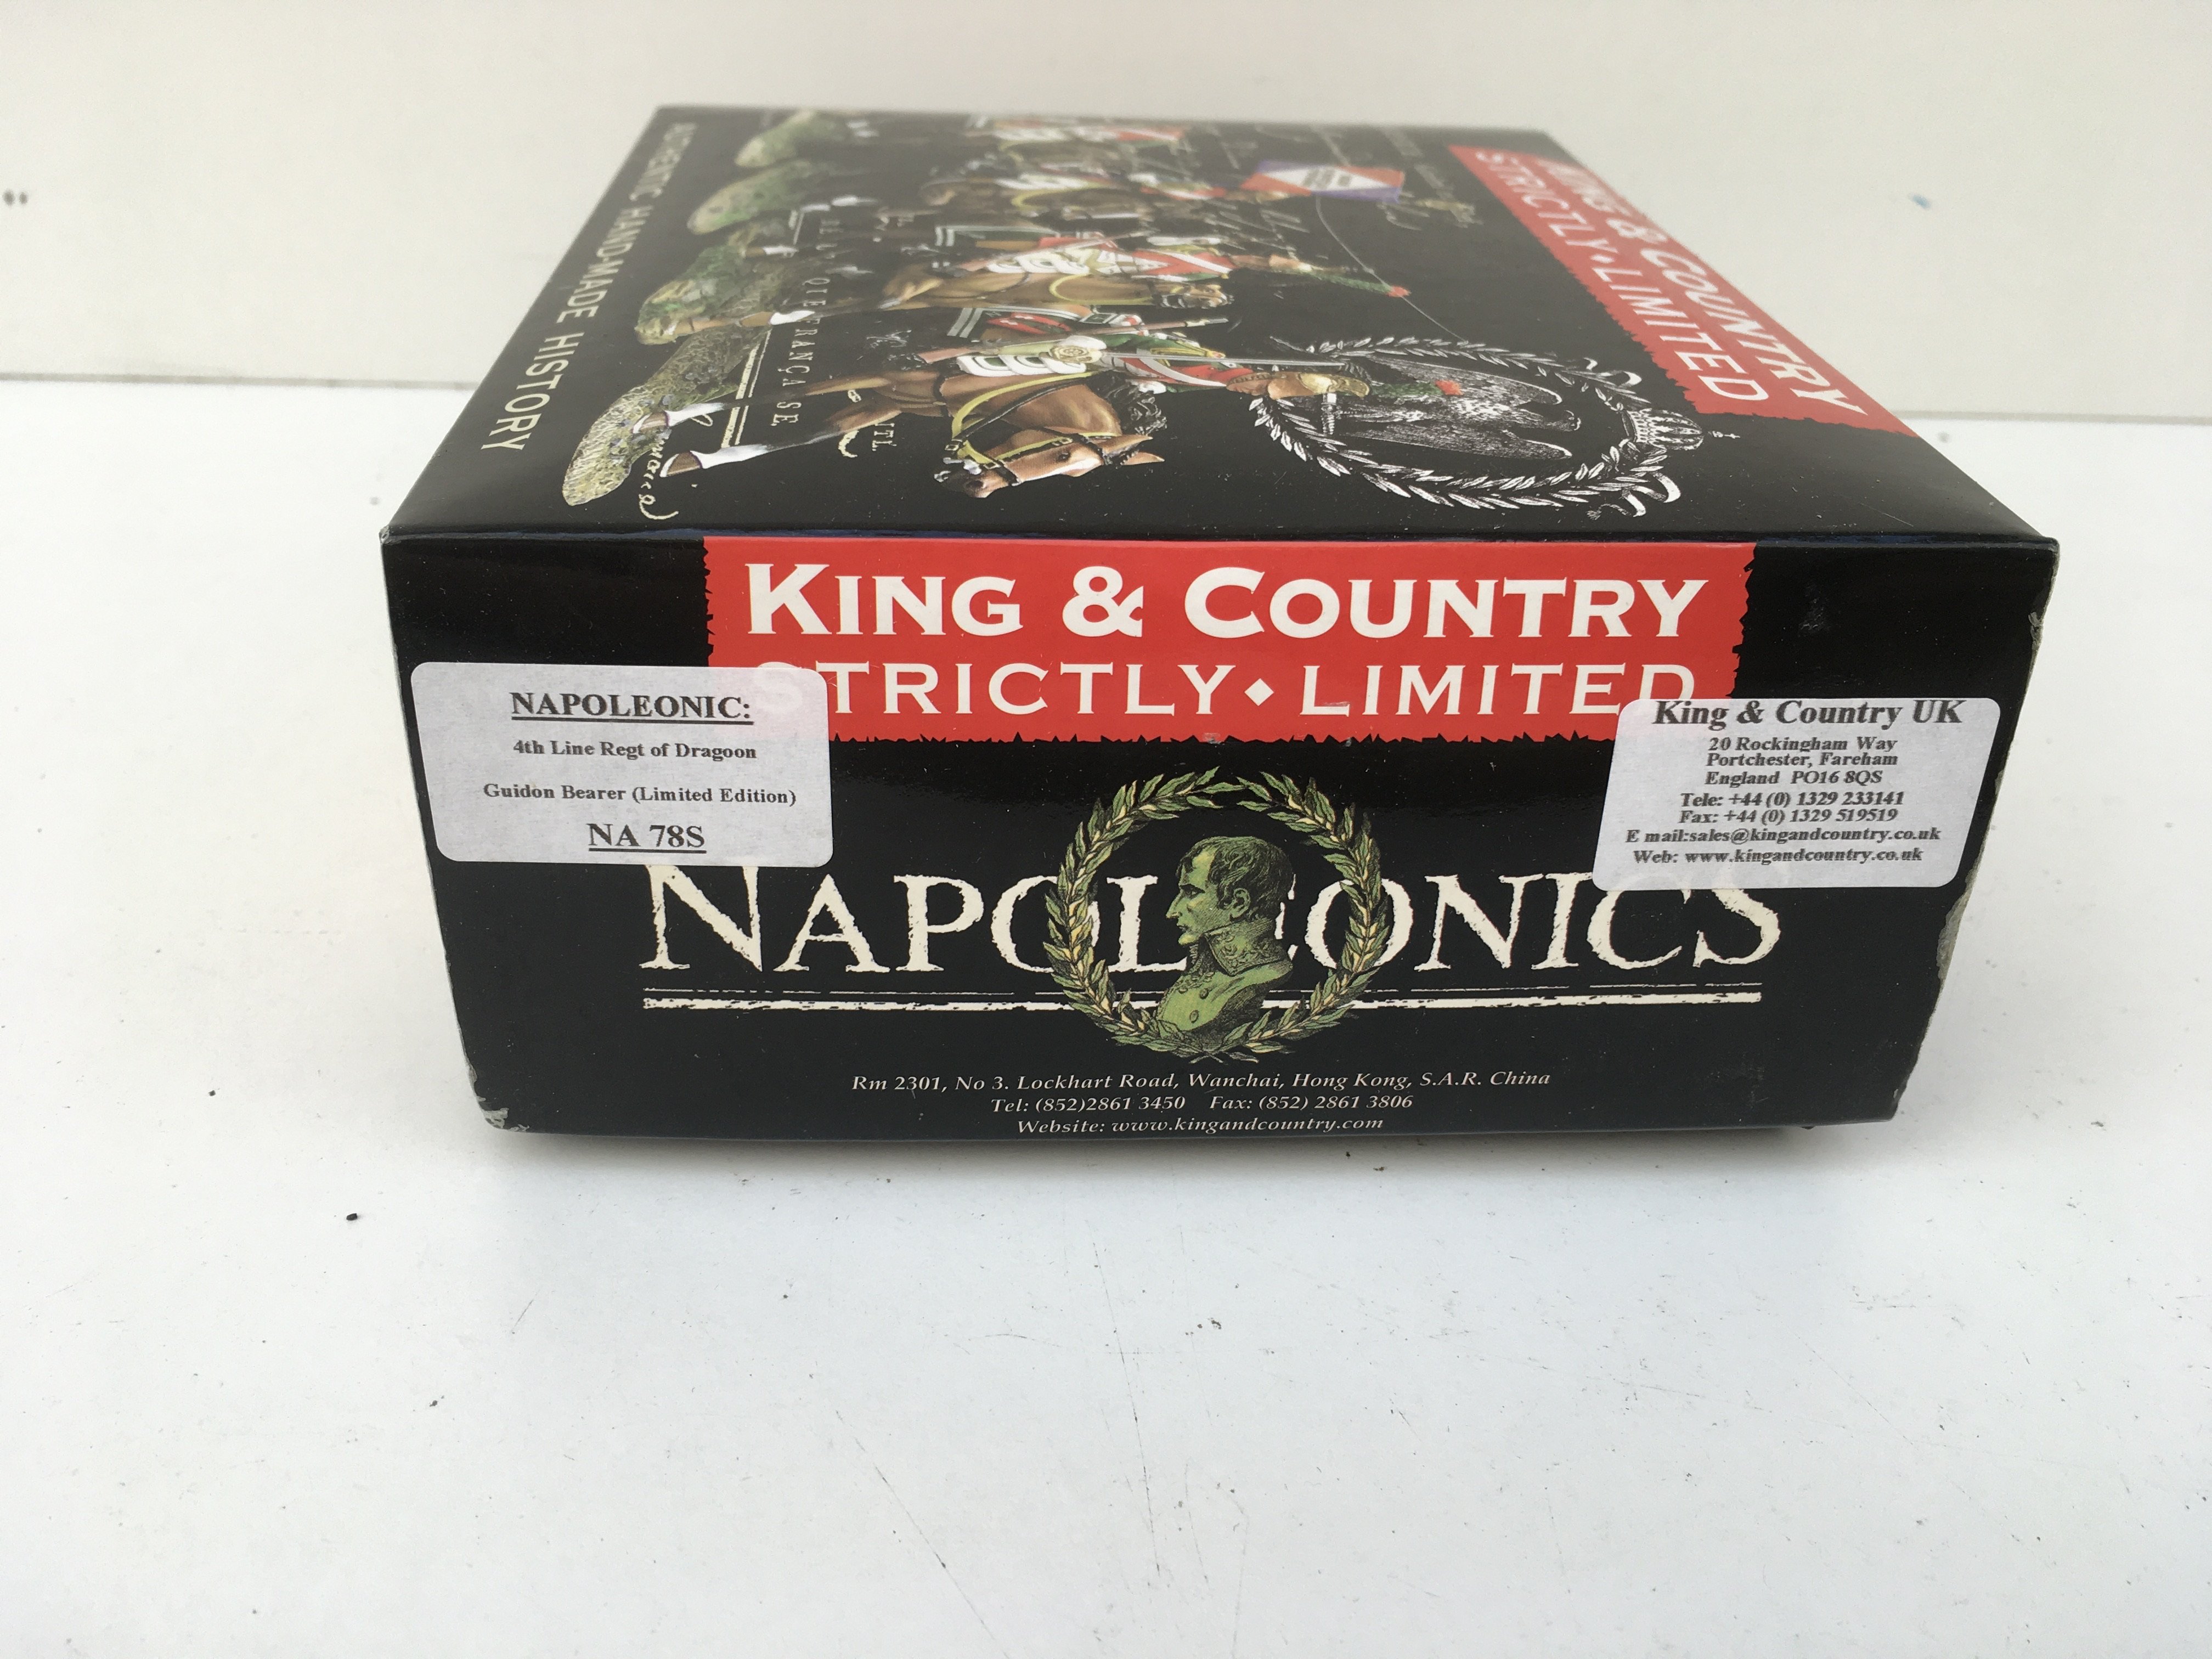 KING & COUNTRY
STRICTLY◆LIMITED
AUTHENTIC HAND-MADE HISTORY
KING & COUNTRY
STRICTLY◆LIMITED
NAPOLEONIC:
4th Line Regt of Dragoon
Guidon Bearer (Limited Edition)
NA 78S
King & Country UK
20 Rockingham Way
Portchester, Fareham
England PO16 8QS
Tele: +44 (0) 1329 233141
Fax: +44 (0) 1329 519519
E mail:sales@kingandcountry.co.uk
Web: www.kingandcountry.co.uk
NAPOLEONICS
Rm 2301, No 3. Lockhart Road, Wanchai, Hong Kong, S.A.R. China
Tel: (852)2861 3450 Fax: (852) 2861 3806
Website: www.kingandcountry.com